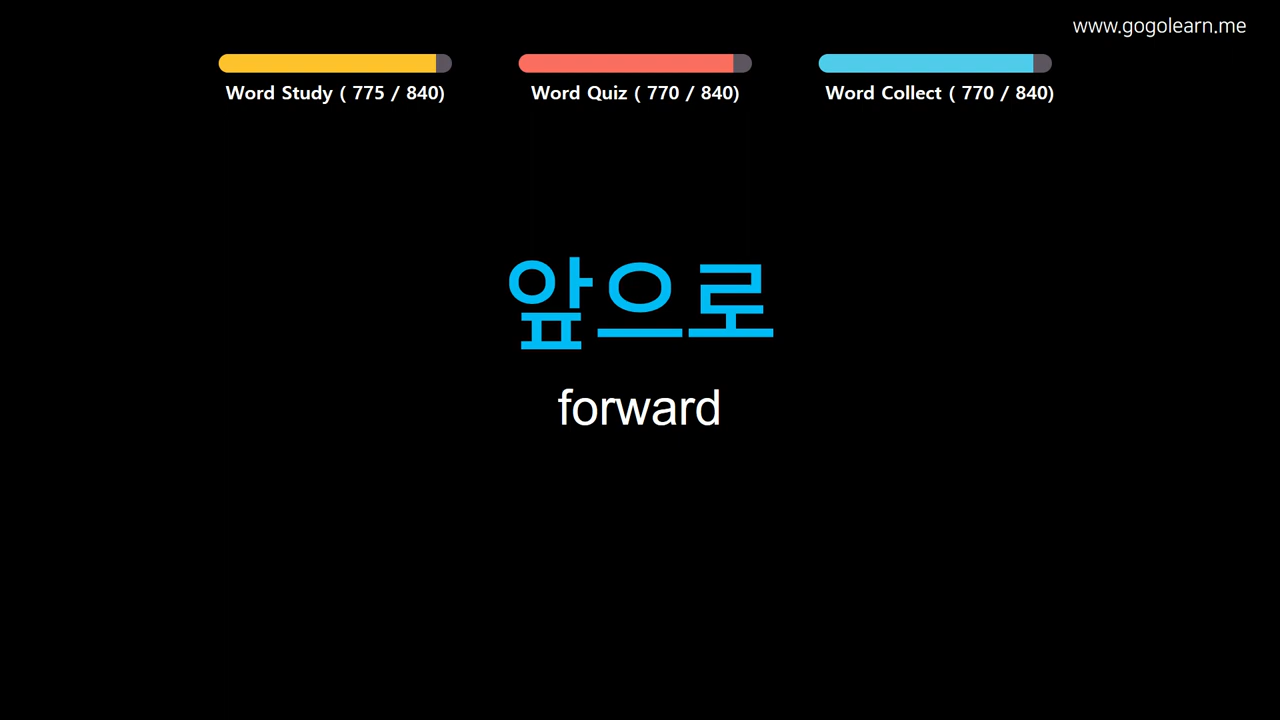 www.gogolearn.me
Word Study ( 775 / 840)
Word Quiz ( 770 / 840)
Word Collect ( 770 / 840)
앞으로
forward